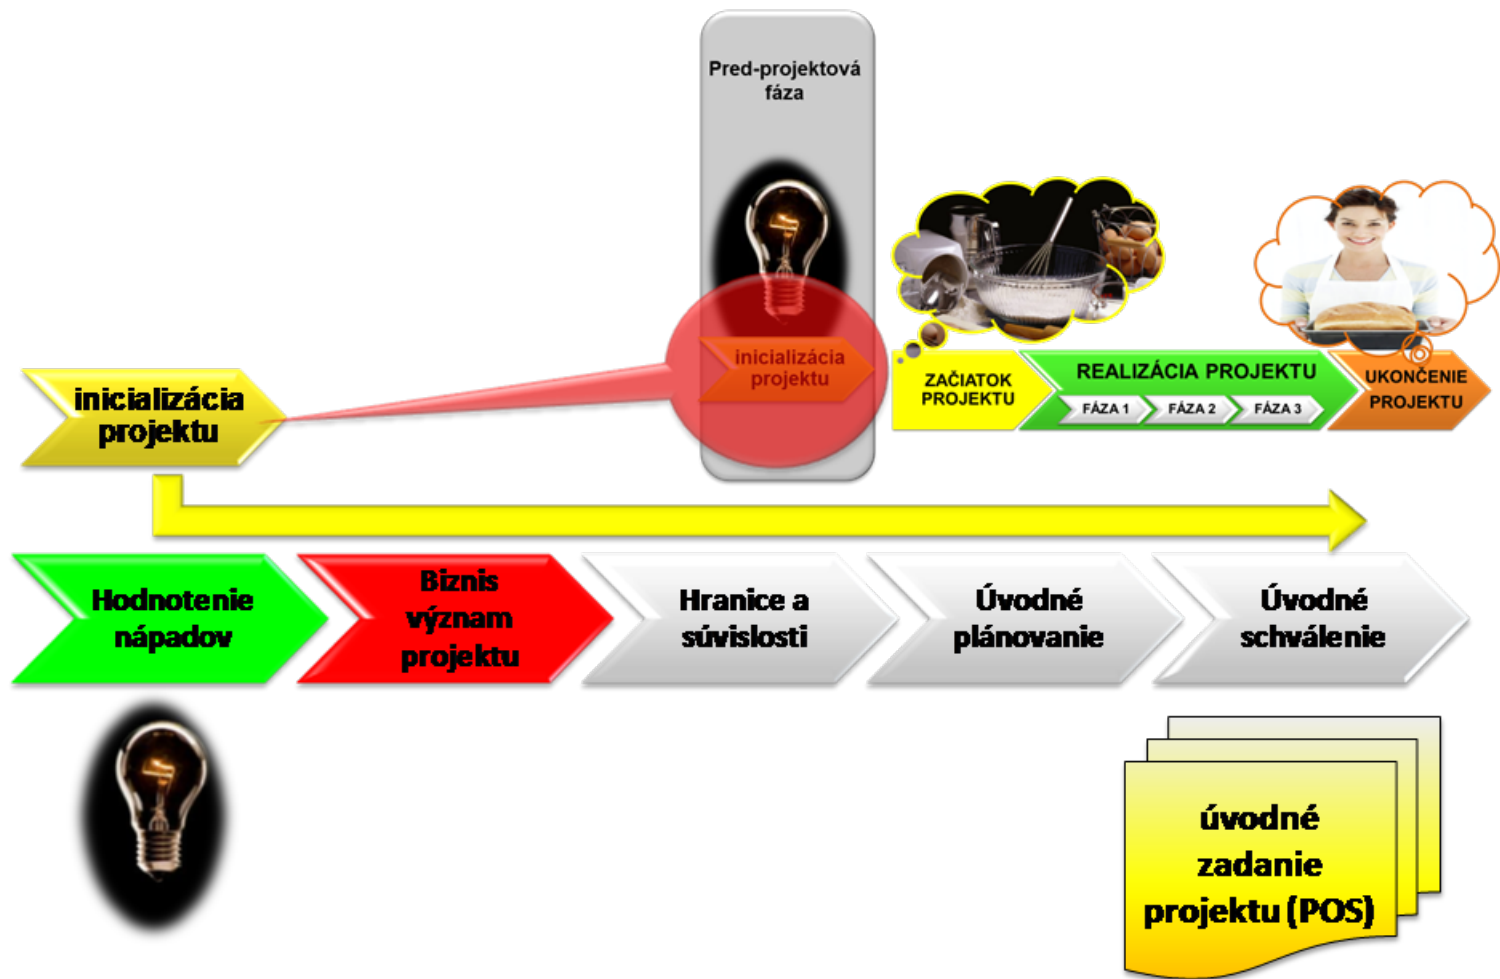 Pred-projektová
fáza
inicializácia
projektu
ZAČIATOK
PROJEKTU
REALIZÁCIA PROJEKTU
FÁZA 1
FÁZA 2
FÁZA 3
UKONČENIE
PROJEKTU
inicializácia
projektu
Hodnotenie
nápadov
Biznis
význam
projektu
Hranice a
súvislosti
Úvodné
plánovanie
Úvodné
schválenie
úvodné
zadanie
projektu (POS)